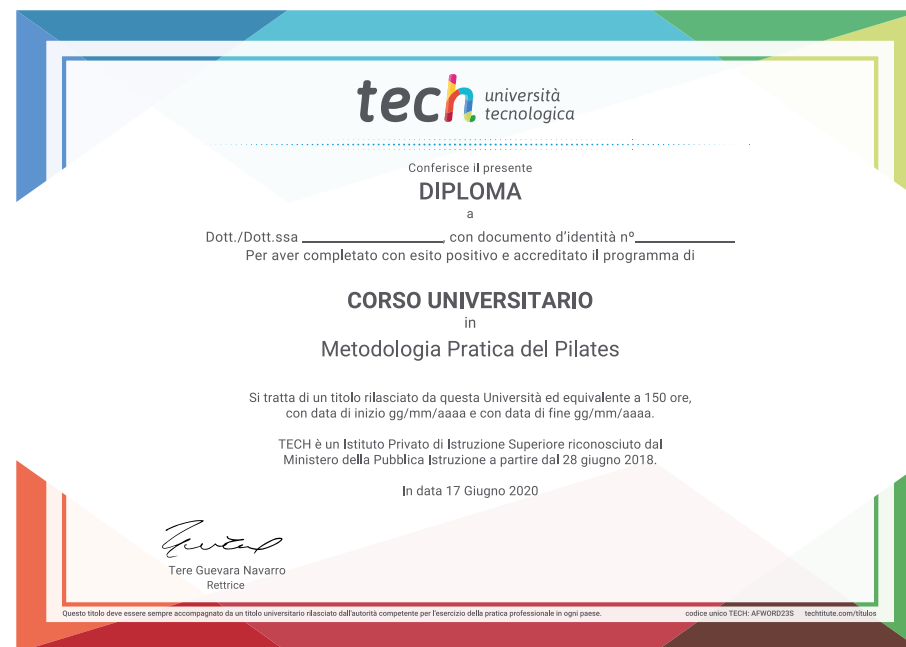 tech università
tecnologica
Conferisce il presente
DIPLOMA
a
Dott./Dott.ssa ________________, con documento d'identità nº____________
Per aver completato con esito positivo e accreditato il programma di
CORSO UNIVERSITARIO
in
Metodologia Pratica del Pilates
Si tratta di un titolo rilasciato da questa Università ed equivalente a 150 ore,
con data di inizio gg/mm/aaaa e con data di fine gg/mm/aaaa.
TECH è un Istituto Privato di Istruzione Superiore riconosciuto dal
Ministero della Pubblica Istruzione a partire dal 28 giugno 2018.
In data 17 Giugno 2020
Tere Guevara Navarro
Rettrice
Questo titolo deve essere sempre accompagnato da un titolo universitario rilasciato dall'autorità competente per l'esercizio della pratica professionale in ogni paese. codice unico TECH: AFWORD23S techtitute.com/titulos